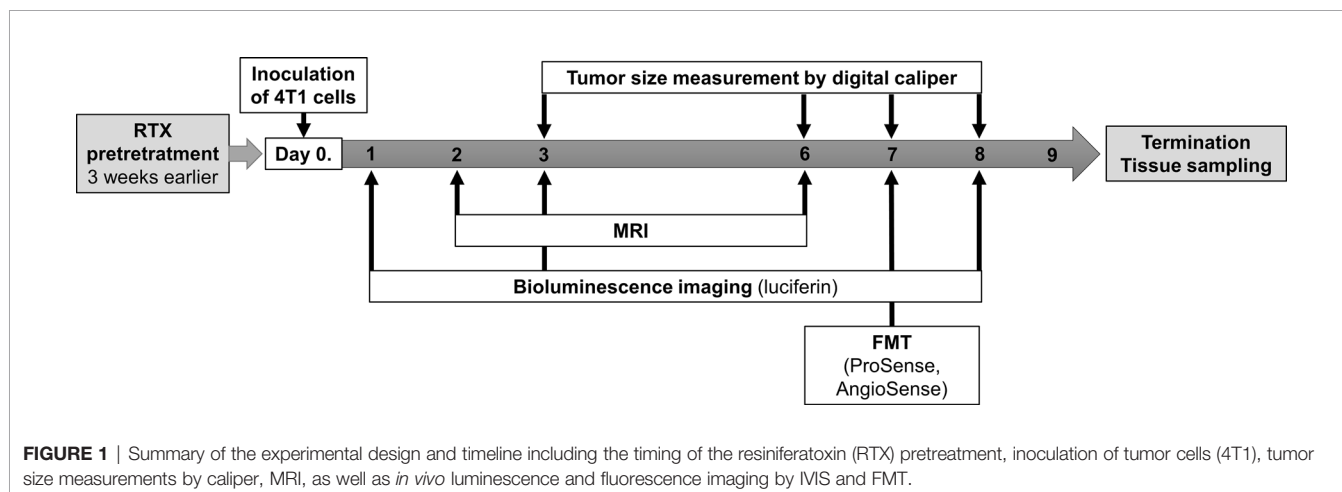 Inoculation
of 4T1 cells
Tumor size measurement by digital caliper
RTX
pretretratment
3 weeks earlier
Day 0.
1
2
3
6
7
8
9
Termination
Tissue sampling
MRI
Bioluminescence imaging (luciferin)
FMT
(ProSense,
AngioSense)
FIGURE 1 | Summary of the experimental design and timeline including the timing of the resiniferatoxin (RTX) pretreatment, inoculation of tumor cells (4T1), tumor
size measurements by caliper, MRI, as well as in vivo luminescence and fluorescence imaging by IVIS and FMT.